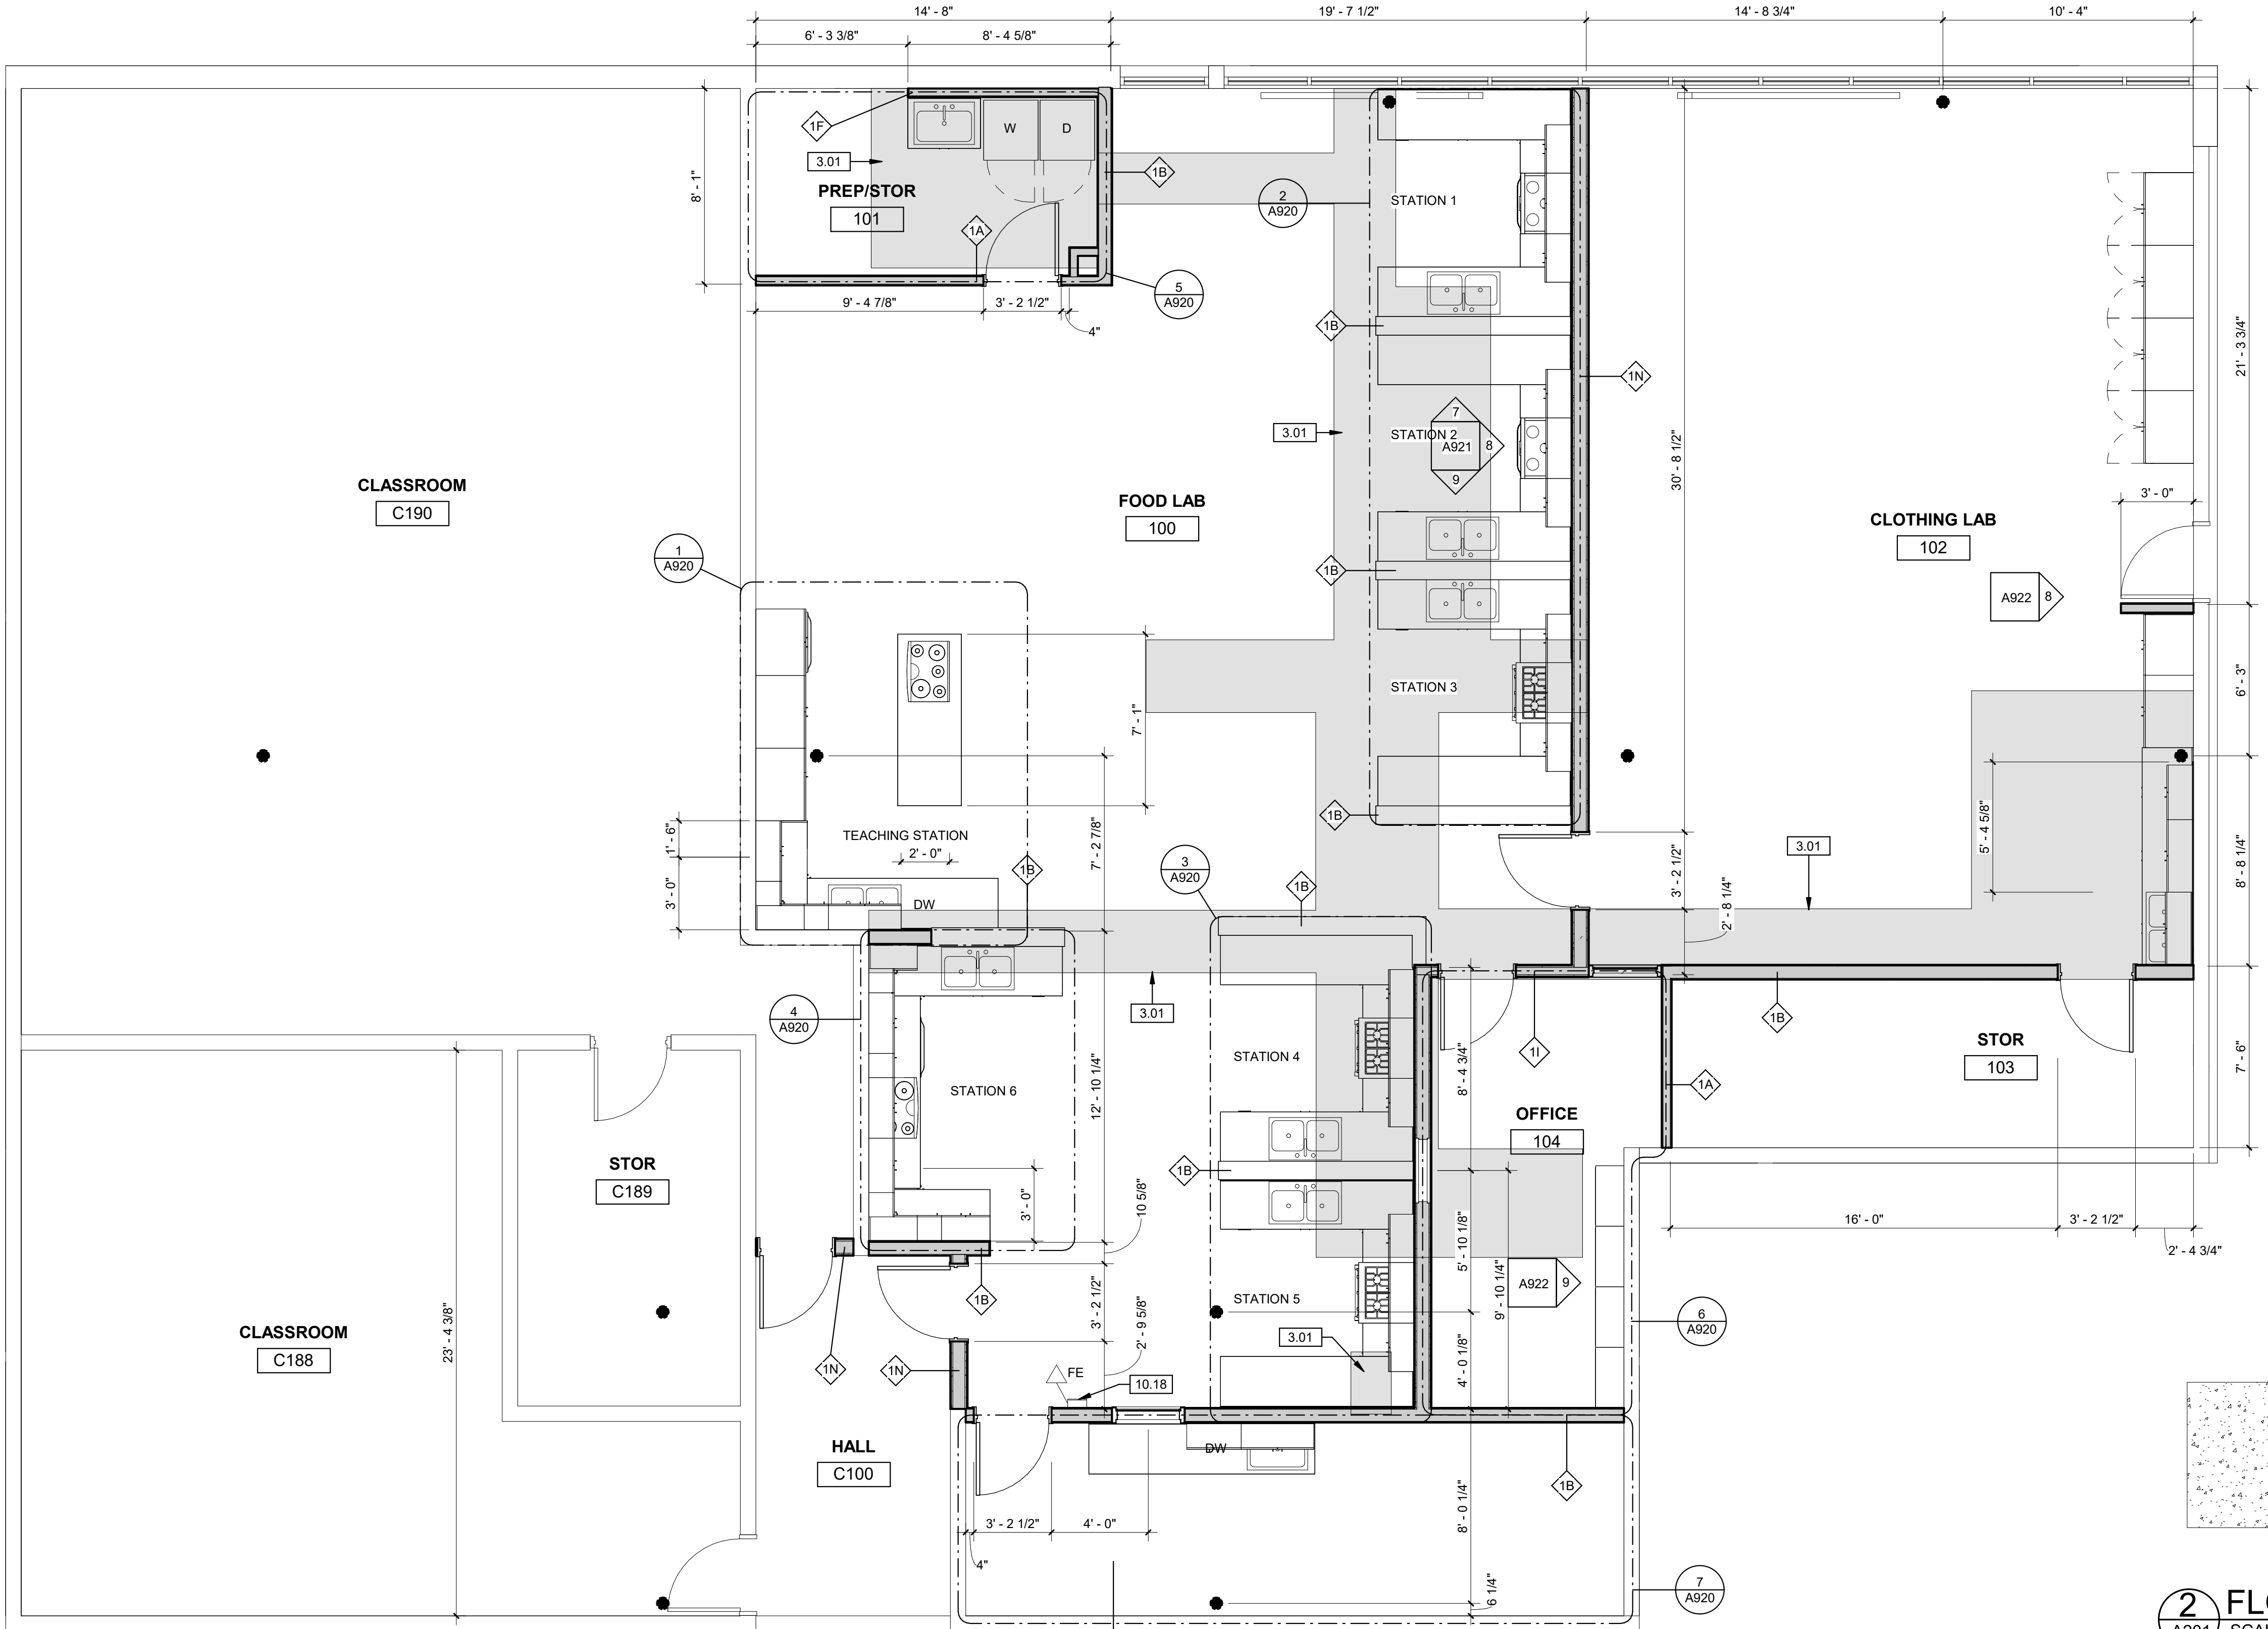 14' - 8"
19' - 7 1/2"
14' - 8 3/4"
10' - 4"
6' - 3 3/8"
8' - 4 5/8"
1F
W
D
3.01
8' - 1"
PREP/STOR
101
1B
2
A920
STATION 1
1A
5
A920
9' - 4 7/8"
3' - 2 1/2"
4"
1B
21' - 3 3/4"
1N
7
3.01
STATION 2
A921
8
9
30' - 8 1/2"
CLASSROOM
C190
FOOD LAB
100
3' - 0"
CLOTHING LAB
102
1
A920
1B
A922
8
STATION 3
6' - 3"
7' - 1"
1' - 6"
TEACHING STATION
2' - 0"
7' - 2 7/8"
1B
5' - 4 5/8"
3.01
3
A920
1B
1B
3' - 0"
DW
3' - 2 1/2"
2' - 8 1/4"
8' - 8 1/4"
4
A920
3.01
1B
STATION 4
1I
STOR
103
7' - 6"
STATION 6
12' - 10 1/4"
8' - 4 3/4"
1A
OFFICE
104
STOR
C189
1B
3' - 0"
10 5/8"
16' - 0"
3' - 2 1/2"
2' - 4 3/4"
5' - 10 1/8"
9' - 10 1/4"
A922
9
1B
3' - 2 1/2"
2' - 9 5/8"
STATION 5
6
A920
CLASSROOM
C188
23' - 4 3/8"
3.01
1N
1N
FE
10.18
4' - 0 1/8"
HALL
C100
DW
1B
3' - 2 1/2"
4' - 0"
8' - 0 1/4"
4"
6 1/4"
7
A920
2